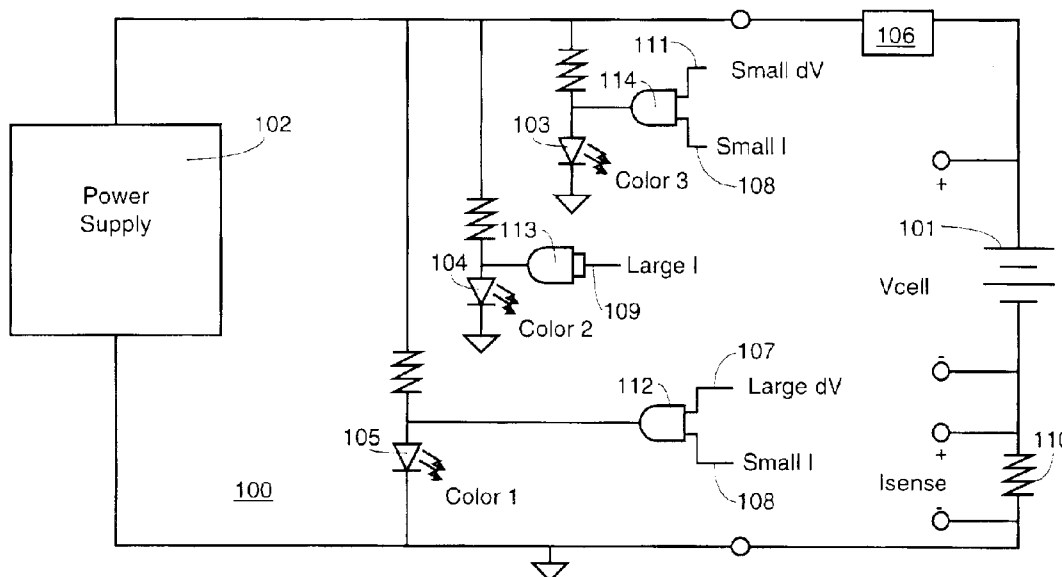 106
111
Small dV
114
102
103
Small I
Power
Supply
Color 3
108
+
113
101
104
Large I
Vcell
109
Color 2
107
-
112
Large dV
105
+
110
Small I
100
Color 1
Isense
108
-